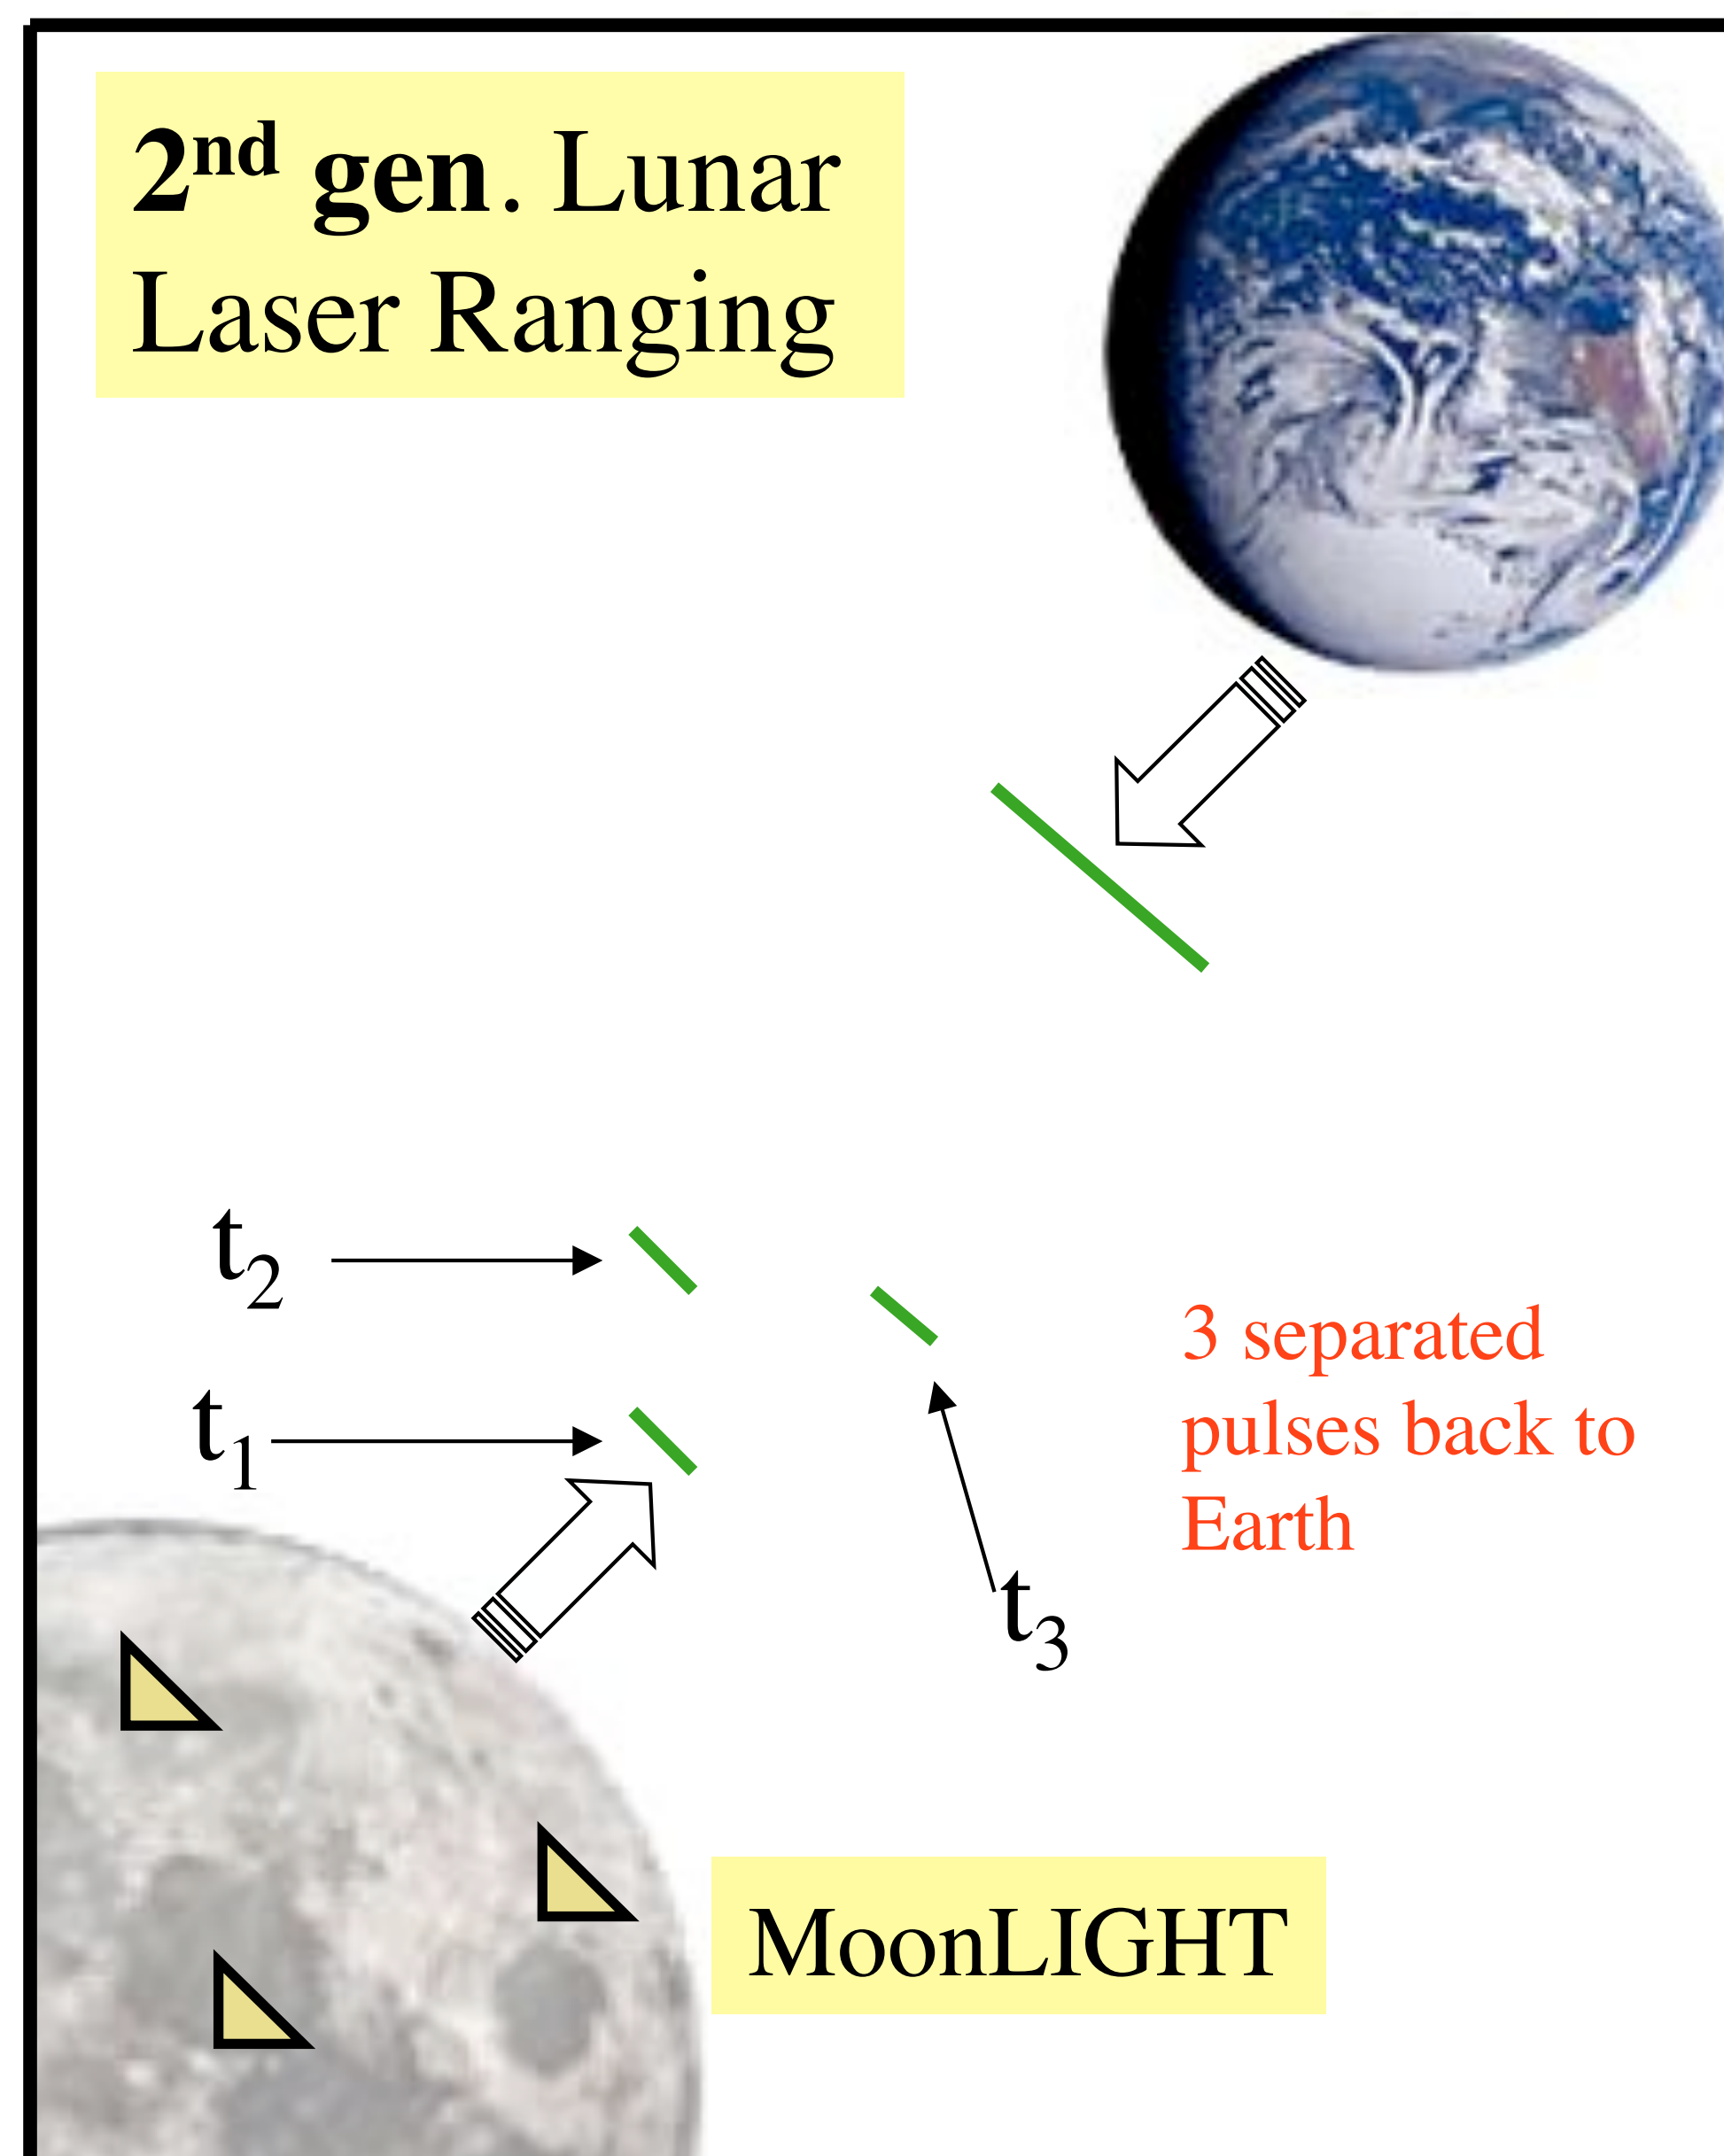 2nd gen. Lunar
Laser Ranging
t2
t1
3 separated
pulses back to
Earth
t3
MoonLIGHT